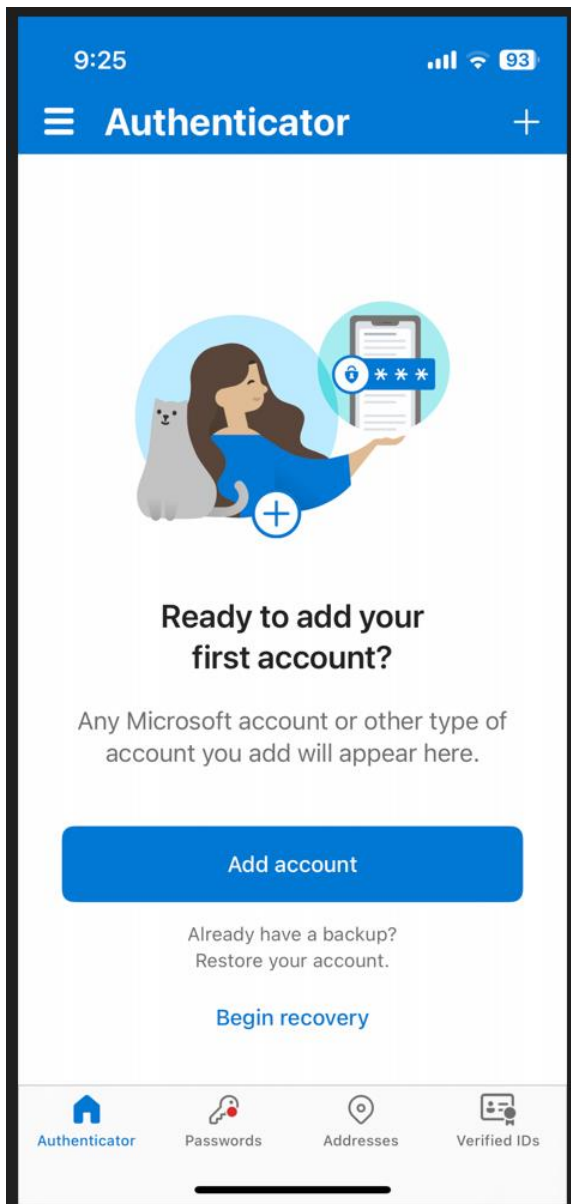 9:25
93
Authenticator
Ready to add your
first account?
Any Microsoft account or other type of
account you add will appear here.
Add account
Already have a backup?
Restore your account.
Begin recovery
Authenticator
Passwords
Addresses
Verified IDs